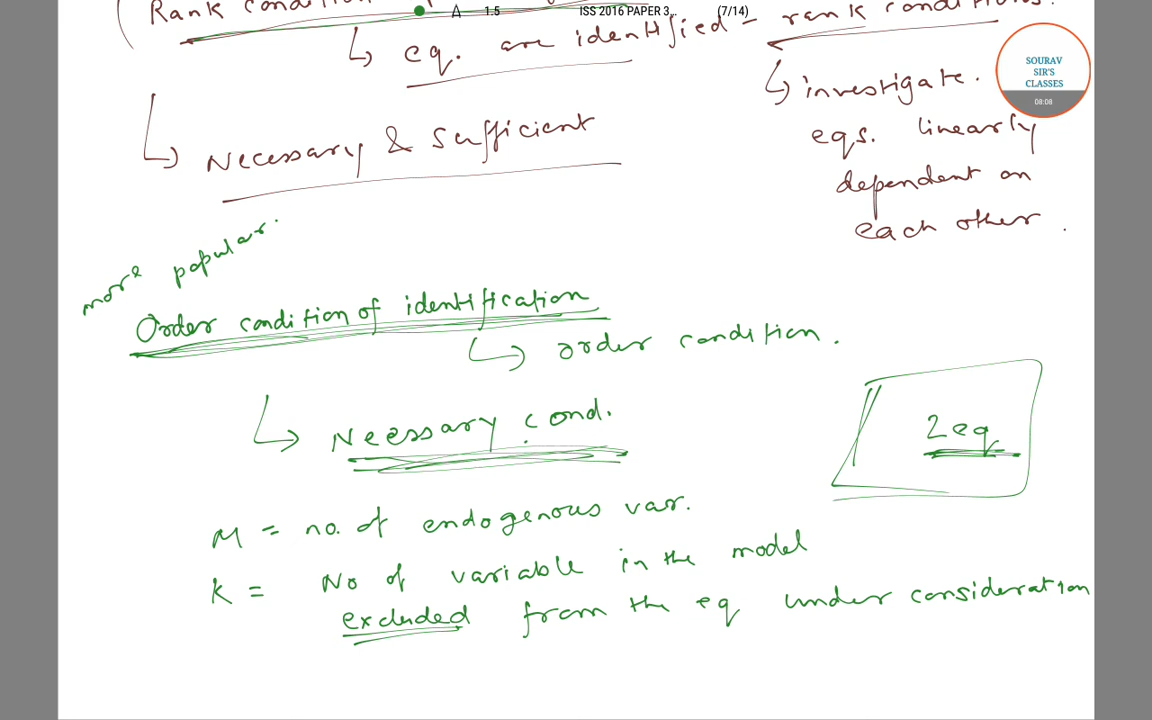 Rank Condition
A 1.5 ISS 2016 PAPER 3... (7/14)
↳ eq. are identified - rank conditions.
SOURAV
SIR'S
CLASSES
08:08
↳ investigate.
eqs. linearly
dependent on
each other.
↳ Necessary & Sufficient
more popular.
Order condition of identification
↳ order condition.
↳ Neessary cond.
2 eq
M = no. of endogenous var.
K = No of variable in the model
excluded from the eq under consideration